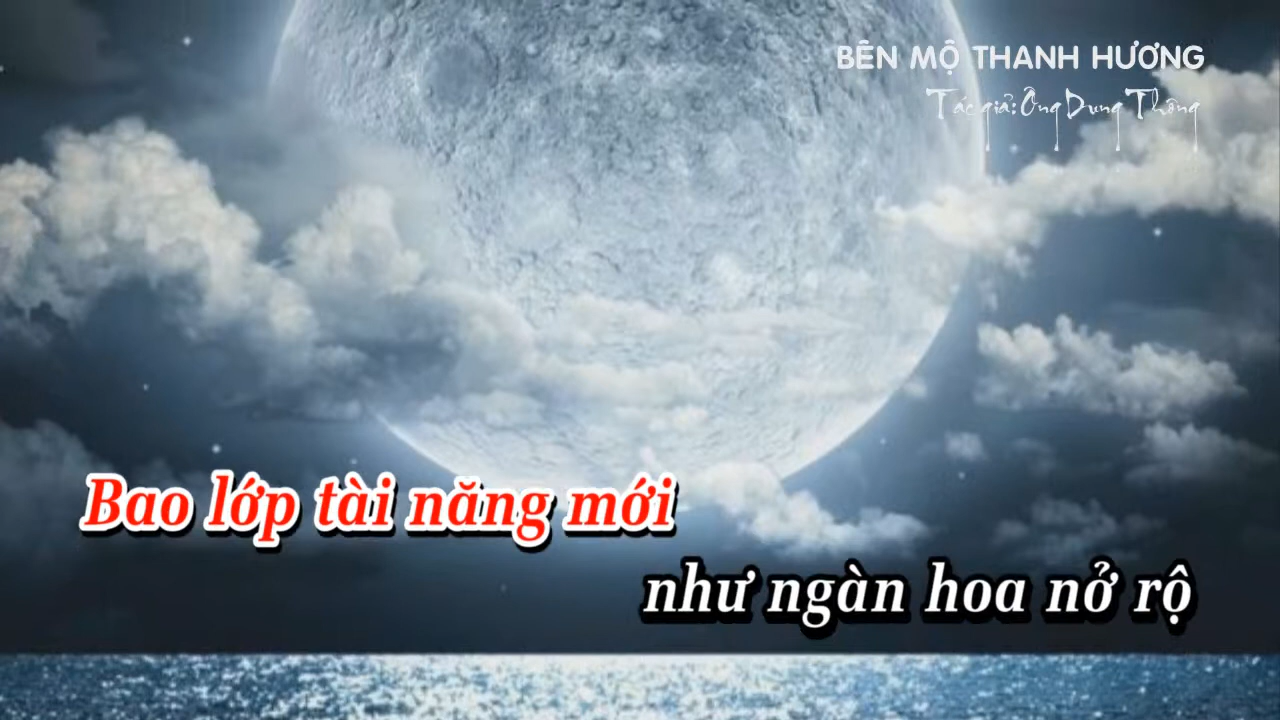 BÊN MỘ THANH HƯƠNG
Tác giả: Ông Dung Thông
Bao lớp tài năng mới
như ngàn hoa nở rộ